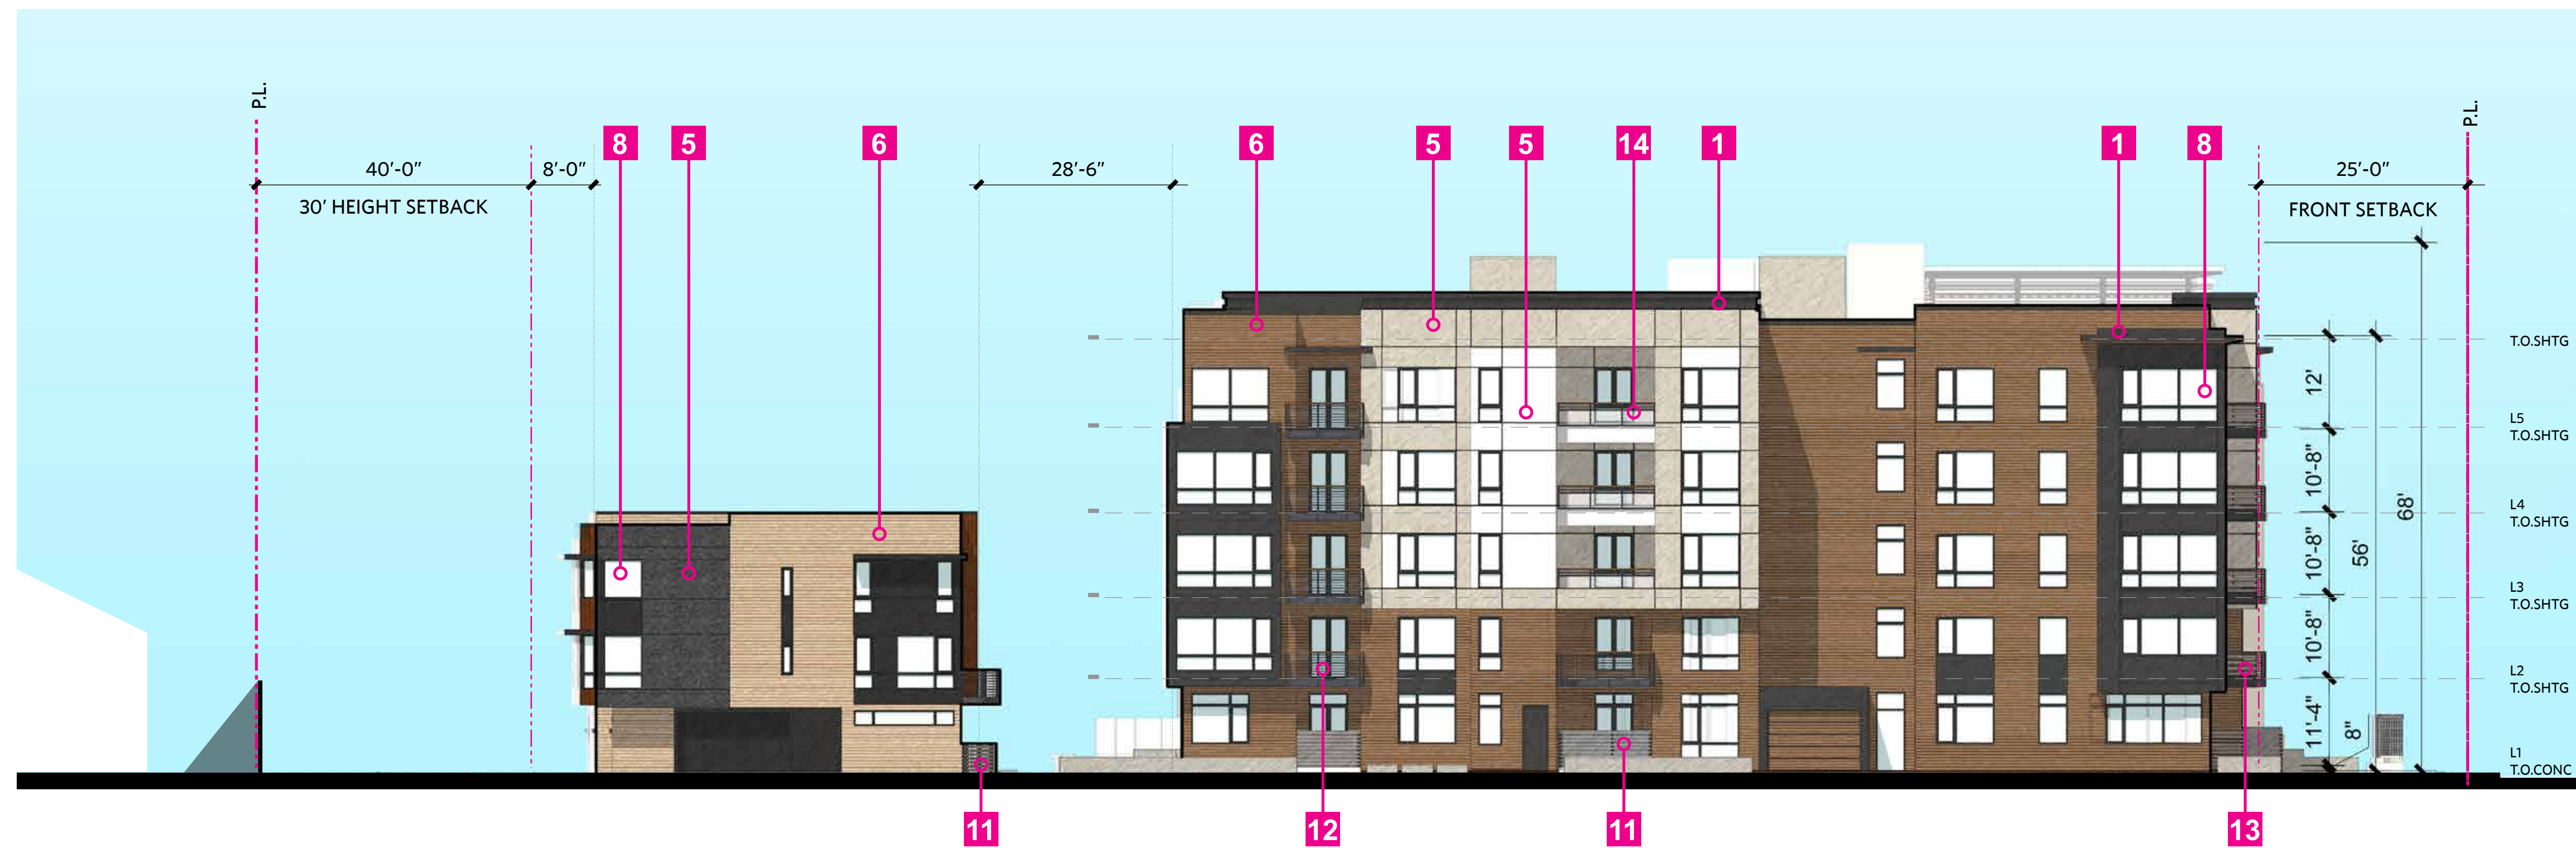 P.L.
P.L.
8
5
6
6
5
5
14
1
1
8
40'-0"
8'-0"
28'-6"
25'-0"
30' HEIGHT SETBACK
FRONT SETBACK
T.O.SHTG
12'
L5
T.O.SHTG
10'-8"
68'
L4
T.O.SHTG
10'-8"
56'
L3
T.O.SHTG
10'-8"
L2
T.O.SHTG
11'-4"
8"
L1
T.O.CONC
11
12
11
13